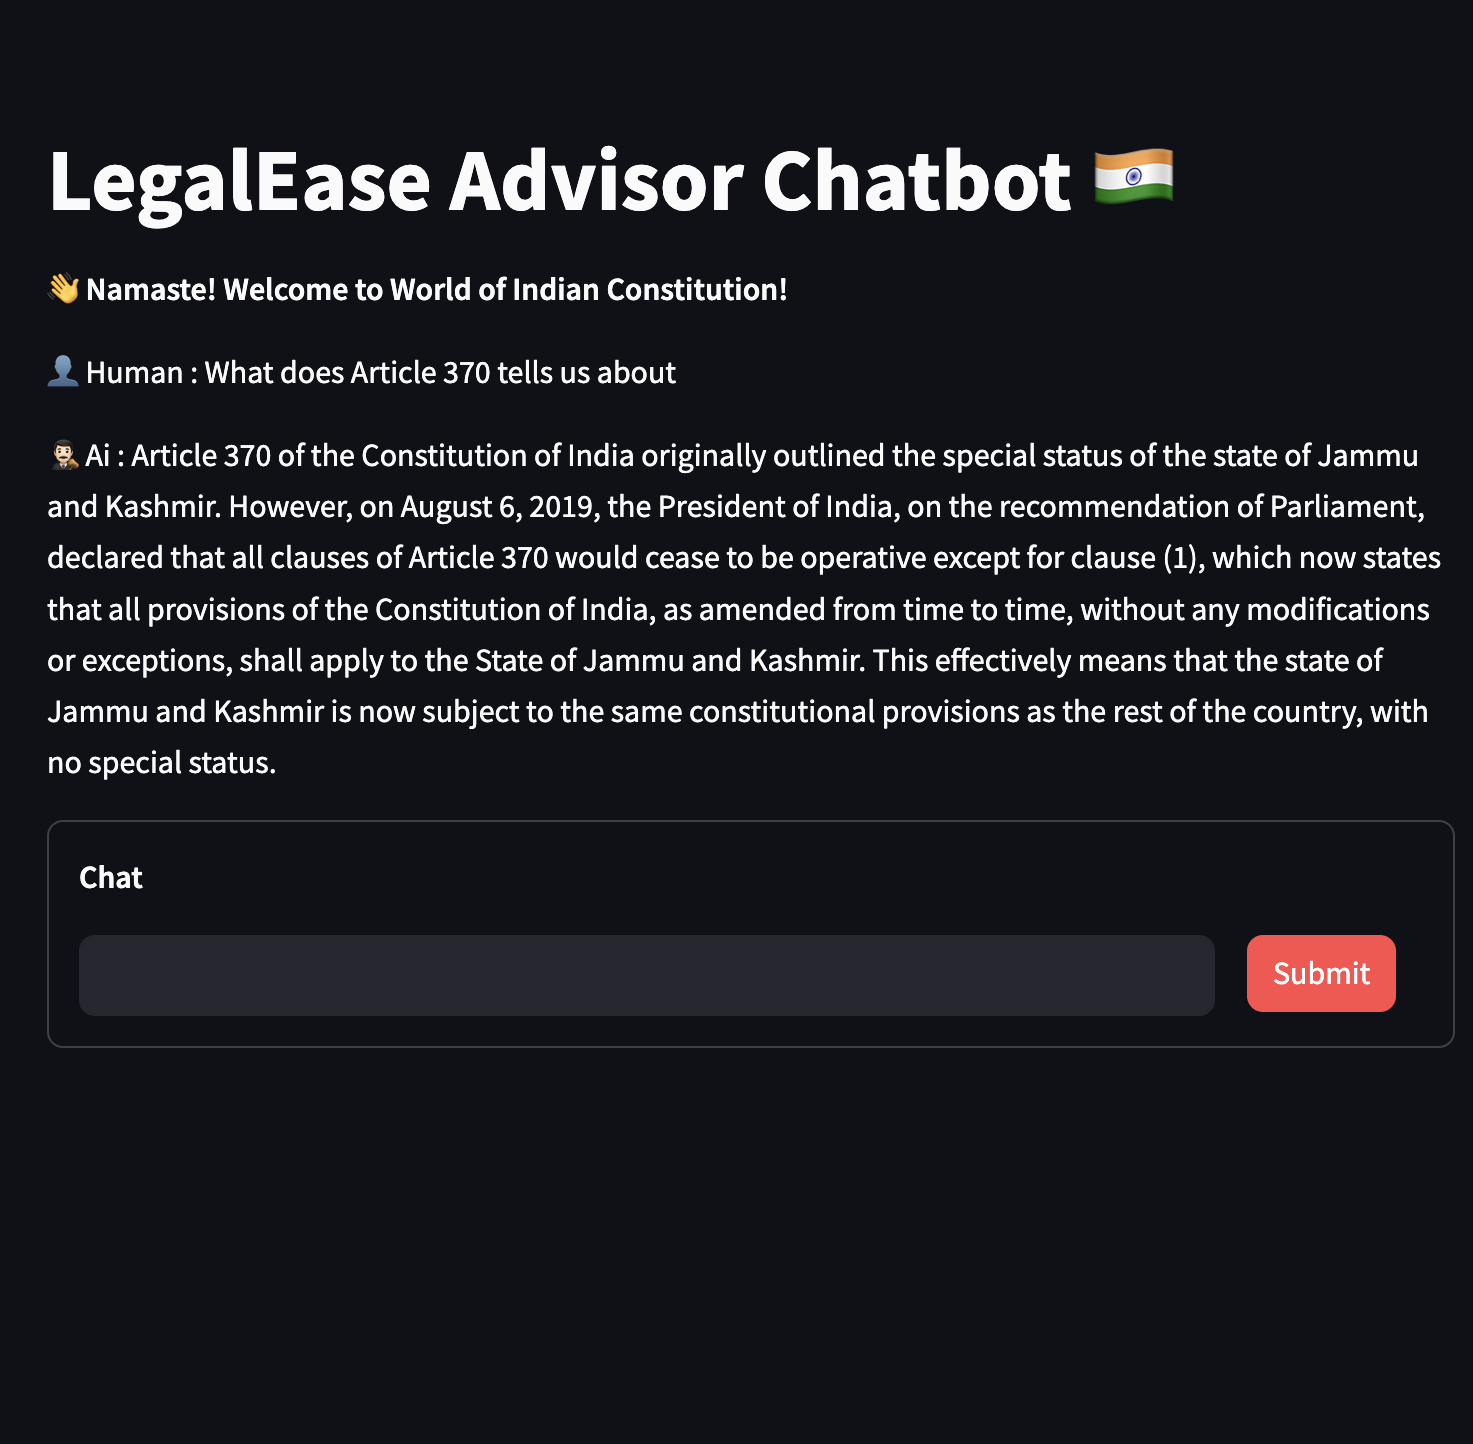 LegalEase Advisor Chatbot 🇮🇳
👋 Namaste! Welcome to World of Indian Constitution!
👤 Human : What does Article 370 tells us about
🤵🏻 Ai : Article 370 of the Constitution of India originally outlined the special status of the state of Jammu
and Kashmir. However, on August 6, 2019, the President of India, on the recommendation of Parliament,
declared that all clauses of Article 370 would cease to be operative except for clause (1), which now states
that all provisions of the Constitution of India, as amended from time to time, without any modifications
or exceptions, shall apply to the State of Jammu and Kashmir. This effectively means that the state of
Jammu and Kashmir is now subject to the same constitutional provisions as the rest of the country, with
no special status.
Chat
Submit